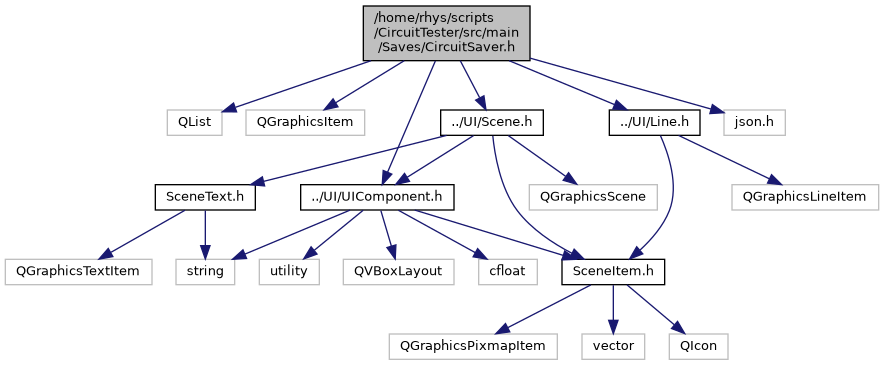 /home/rhys/scripts
/CircuitTester/src/main
/Saves/CircuitSaver.h
QList
QGraphicsItem
../UI/Scene.h
../UI/Line.h
json.h
SceneText.h
../UI/UIComponent.h
QGraphicsScene
QGraphicsLineItem
QGraphicsTextItem
string
utility
QVBoxLayout
cfloat
SceneItem.h
QGraphicsPixmapItem
vector
QIcon